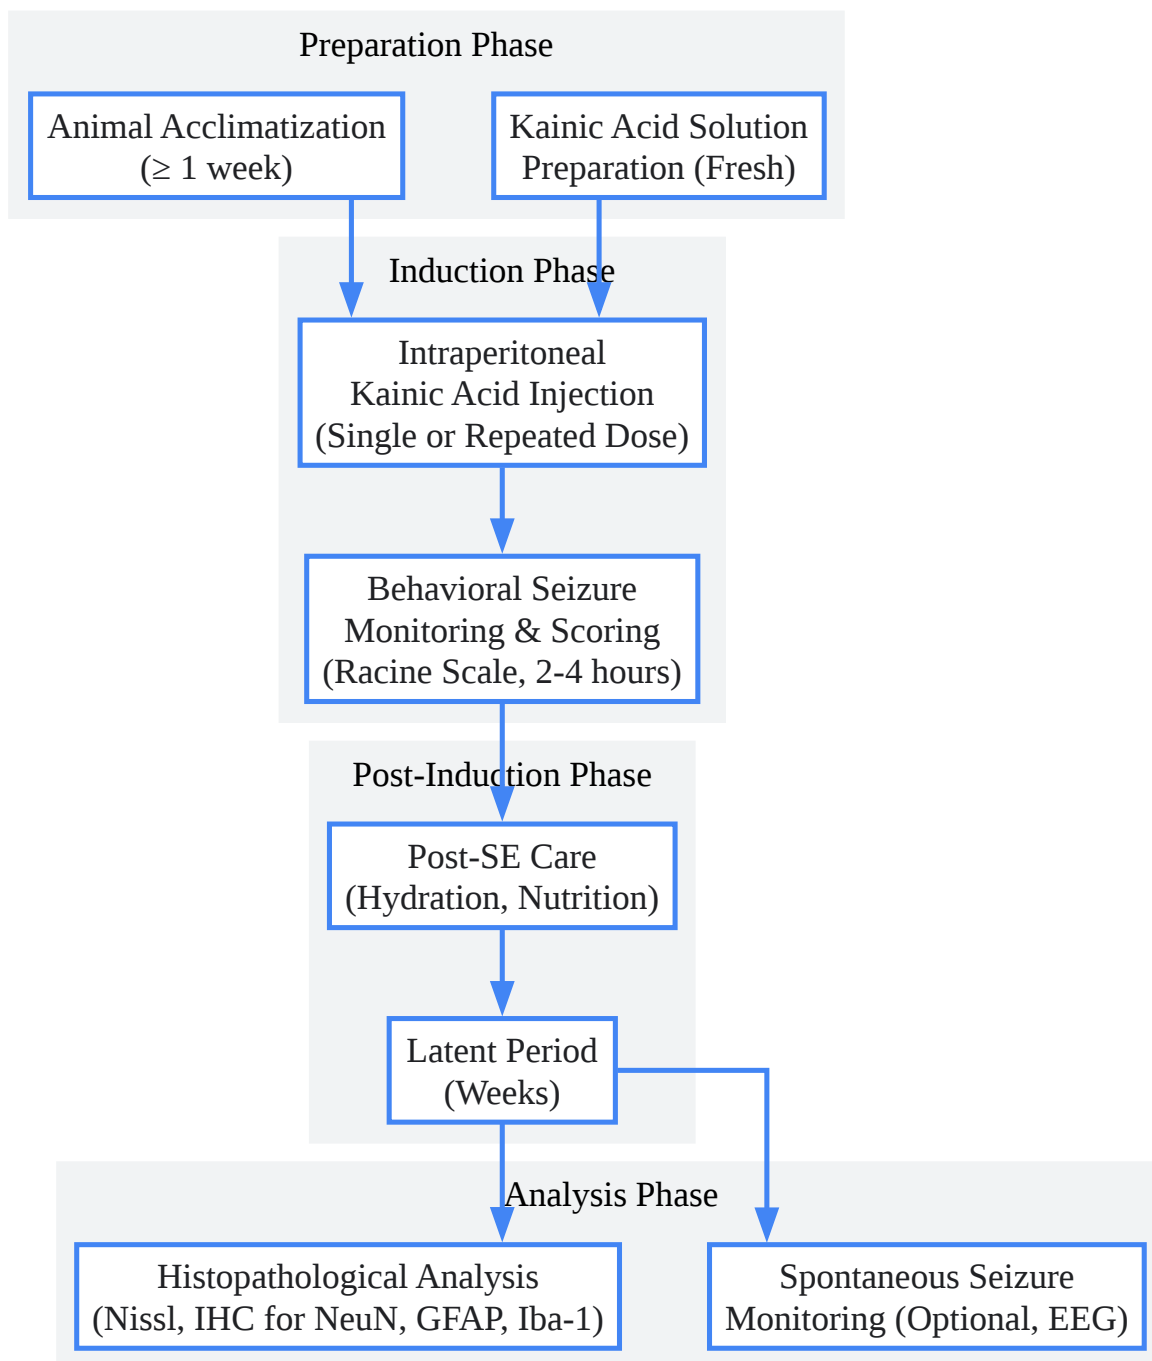 Preparation Phase
Animal Acclimatization
(≥ 1 week)
Kainic Acid Solution
Preparation (Fresh)
Induction Phase
Intraperitoneal
Kainic Acid Injection
(Single or Repeated Dose)
Behavioral Seizure
Monitoring & Scoring
(Racine Scale, 2-4 hours)
Post-Induction Phase
Post-SE Care
(Hydration, Nutrition)
Latent Period
(Weeks)
Analysis Phase
Histopathological Analysis
(Nissl, IHC for NeuN, GFAP, Iba-1)
Spontaneous Seizure
Monitoring (Optional, EEG)